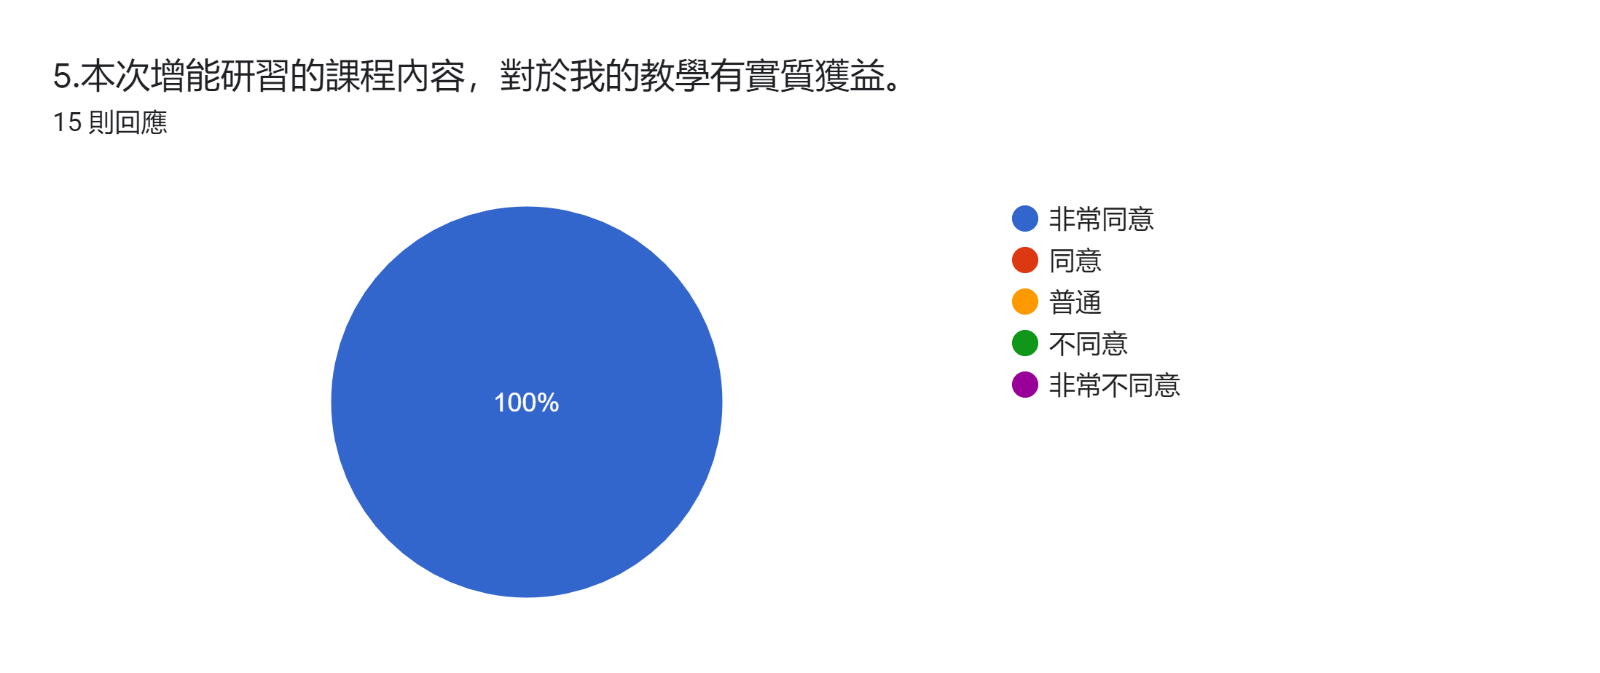 5.本次增能研習的課程內容，對於我的教學有實質獲益。
15 則回應
100%
非常同意
同意
普通
不同意
非常不同意